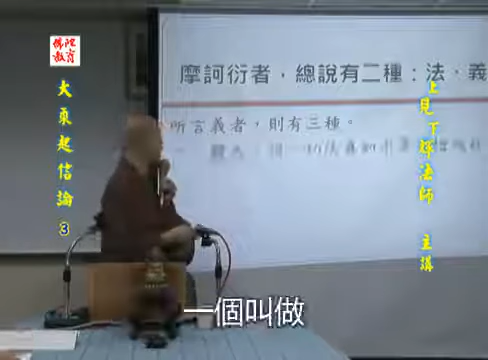 佛陀
教育
大乘起信論 3
上見下輝法師 主講
摩訶衍者，總說有二種：法、義
所言義者，則有三種。
一個叫做